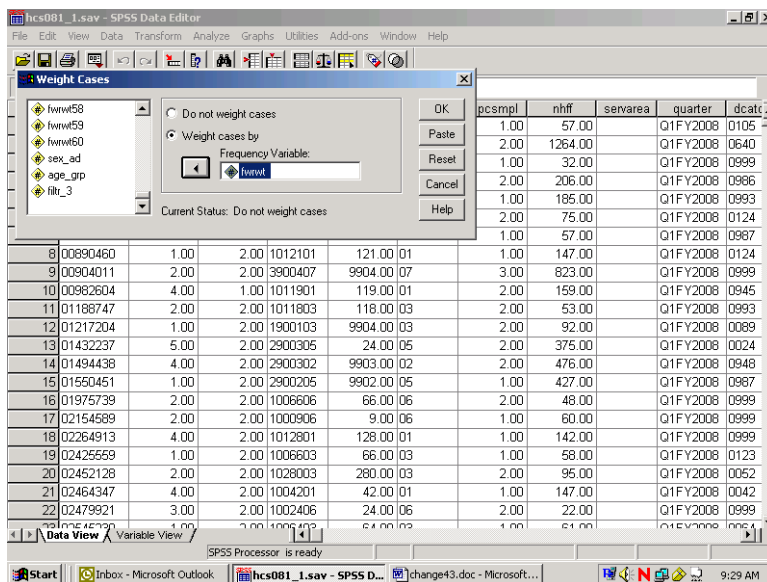 hcs081_1.sav - SPSS Data Editor
File Edit View Data Transform Analyze Graphs Utilities Add-ons Window Help
Weight Cases
fwrwt58
fwrwt59
fwrwt60
sex_ad
age_grp
filtr_3
Do not weight cases
Weight cases by
Frequency Variable:
fwrwt
Current Status: Do not weight cases
OK
Paste
Reset
Cancel
Help
pcsmpl nhff servarea quarter
1.00 57.00 Q1FY2008 0105
2.00 1264.00 Q1FY2008 0640
1.00 32.00 Q1FY2008 0999
2.00 206.00 Q1FY2008 0986
1.00 185.00 Q1FY2008 0993
2.00 75.00 Q1FY2008 0124
1.00 57.00 Q1FY2008 0987
8 00890460 1.00 2.00 1012101 121.00 01 1.00 147.00 Q1FY2008 0124
9 00904011 2.00 2.00 3900407 9904.00 07 3.00 823.00 Q1FY2008 0999
10 00982604 4.00 1.00 1011901 119.00 01 2.00 159.00 Q1FY2008 0945
11 01188747 2.00 2.00 1011803 118.00 03 2.00 53.00 Q1FY2008 0993
12 01217204 1.00 2.00 1900103 9904.00 03 2.00 92.00 Q1FY2008 0089
13 01432237 5.00 2.00 2900305 24.00 05 2.00 375.00 Q1FY2008 0024
14 01494438 4.00 2.00 2900302 9903.00 02 2.00 476.00 Q1FY2008 0948
15 01550451 1.00 2.00 2900205 9902.00 05 1.00 427.00 Q1FY2008 0987
16 01975739 2.00 2.00 1006606 66.00 06 2.00 48.00 Q1FY2008 0999
17 02154589 2.00 2.00 1000906 9.00 06 1.00 60.00 Q1FY2008 0999
18 02264913 4.00 2.00 1012801 128.00 01 1.00 142.00 Q1FY2008 0999
19 02425559 1.00 2.00 1006603 66.00 03 1.00 58.00 Q1FY2008 0123
20 02452128 2.00 2.00 1028003 280.00 03 2.00 95.00 Q1FY2008 0052
21 02464347 4.00 2.00 1004201 42.00 01 1.00 147.00 Q1FY2008 0042
22 02479921 3.00 2.00 1002406 24.00 06 2.00 22.00 Q1FY2008 0999
Data View Variable View
SPSS Processor is ready
Start Inbox - Microsoft Outlook hcs081_1.sav - SPSS D... change43.doc - Microsoft... 9:29 AM